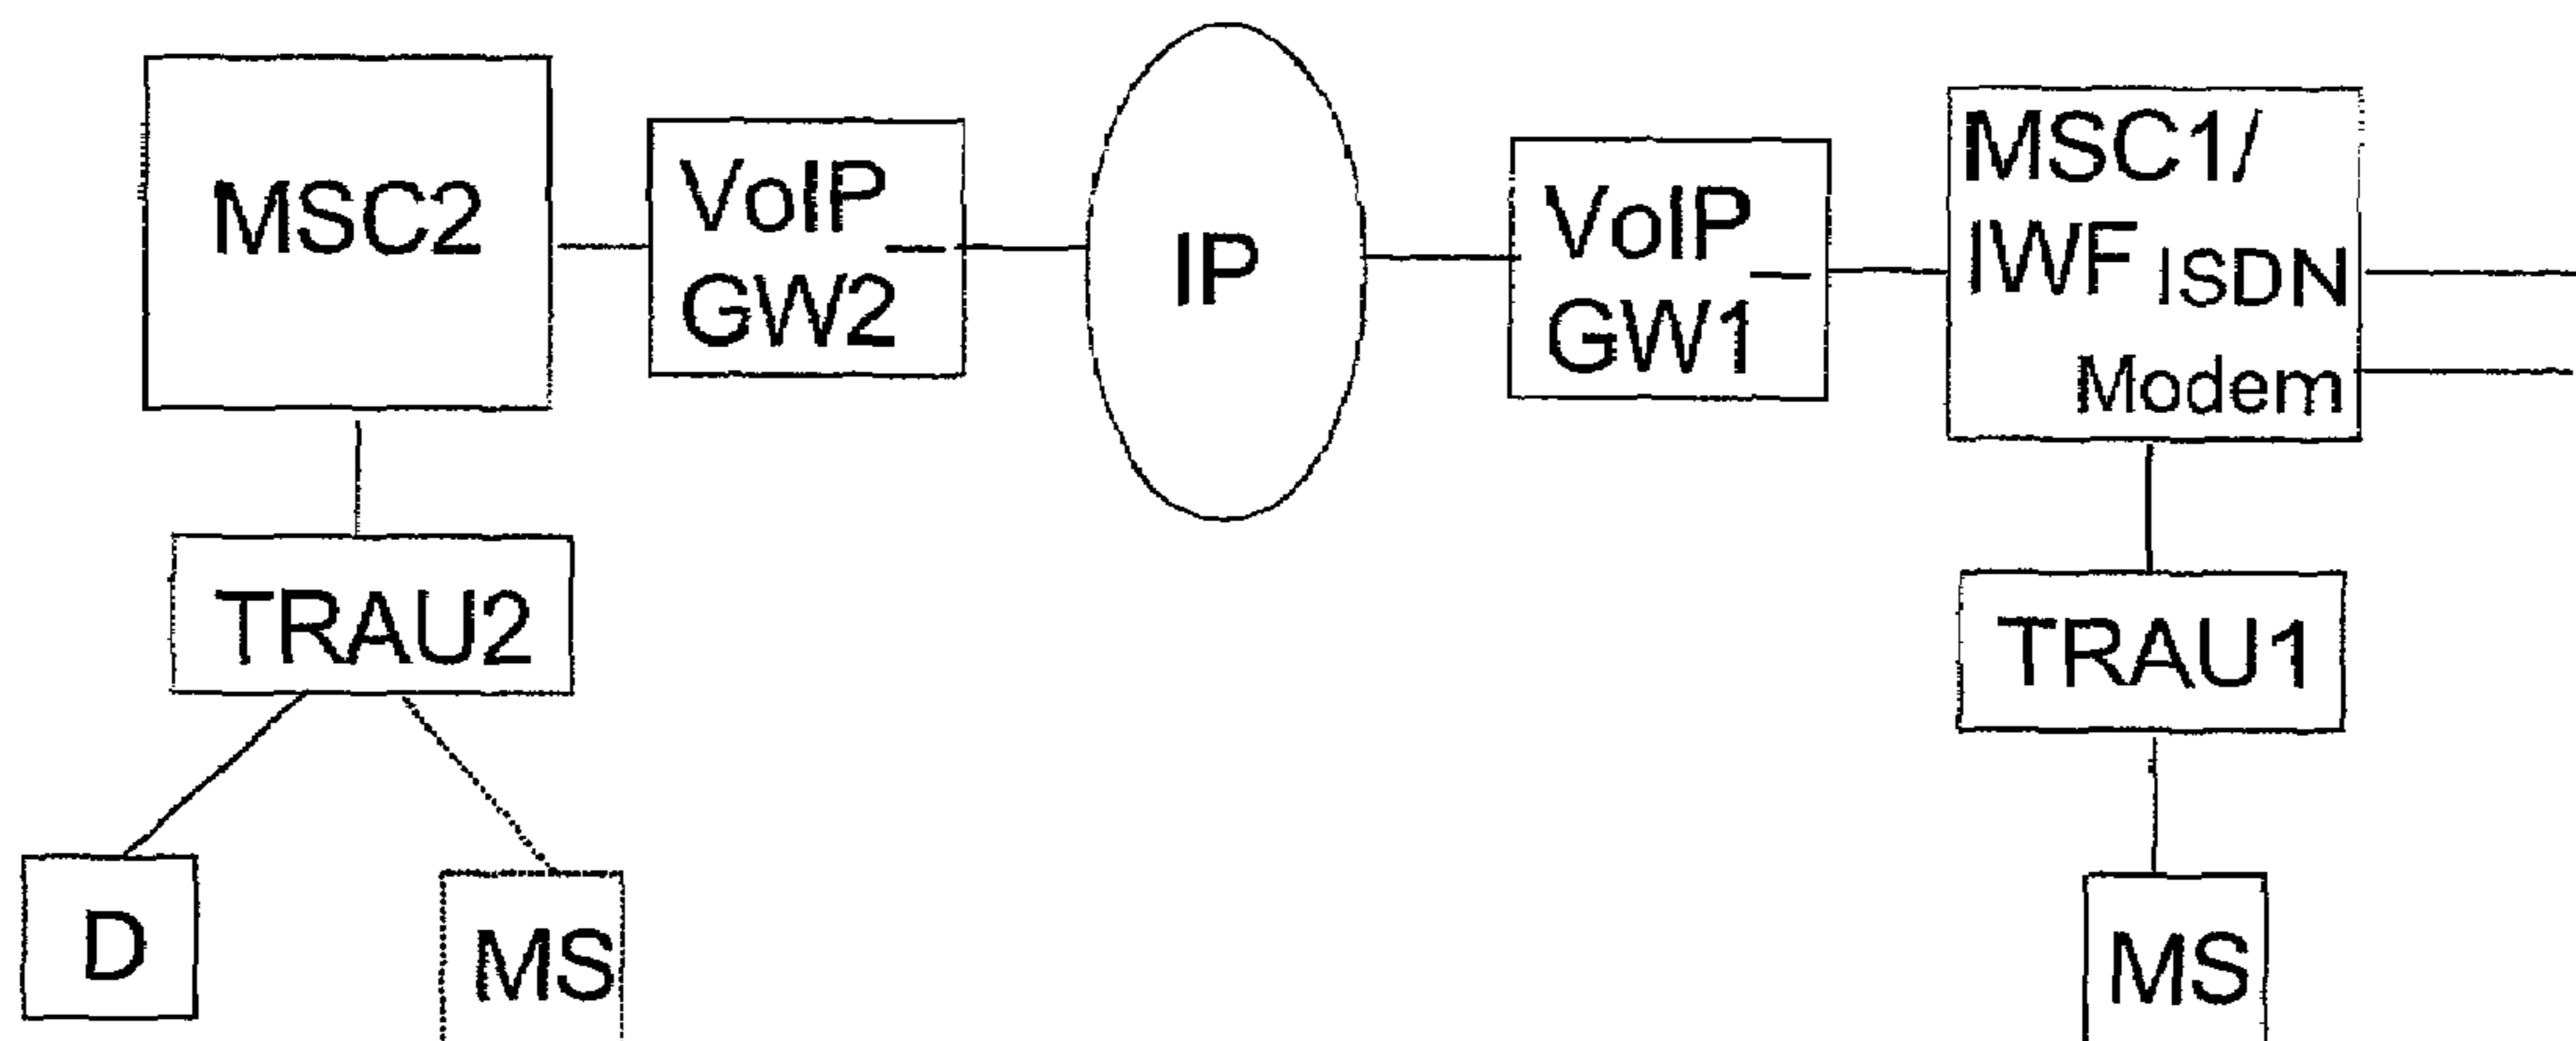 MSC2
VoIP_
GW2
IP
VoIP_
GW1
MSC1/
IWF ISDN
Modem
TRAU2
TRAU1
D
MS
MS